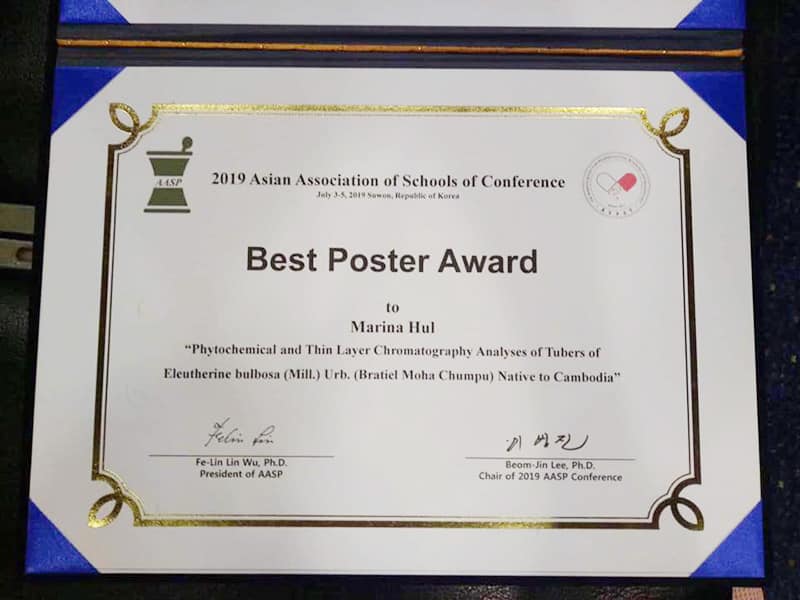 AASP
2019 Asian Association of Schools of Conference
July 3-5, 2019 Suwon, Republic of Korea
Best Poster Award
to
Marina Hul
“Phytochemical and Thin Layer Chromatography Analyses of Tubers of
Eleutherine bulbosa (Mill.) Urb. (Bratiel Moha Chumpu) Native to Cambodia”
Fe-Lin Lin Wu, Ph.D.
President of AASP
Beom-Jin Lee, Ph.D.
Chair of 2019 AASP Conference